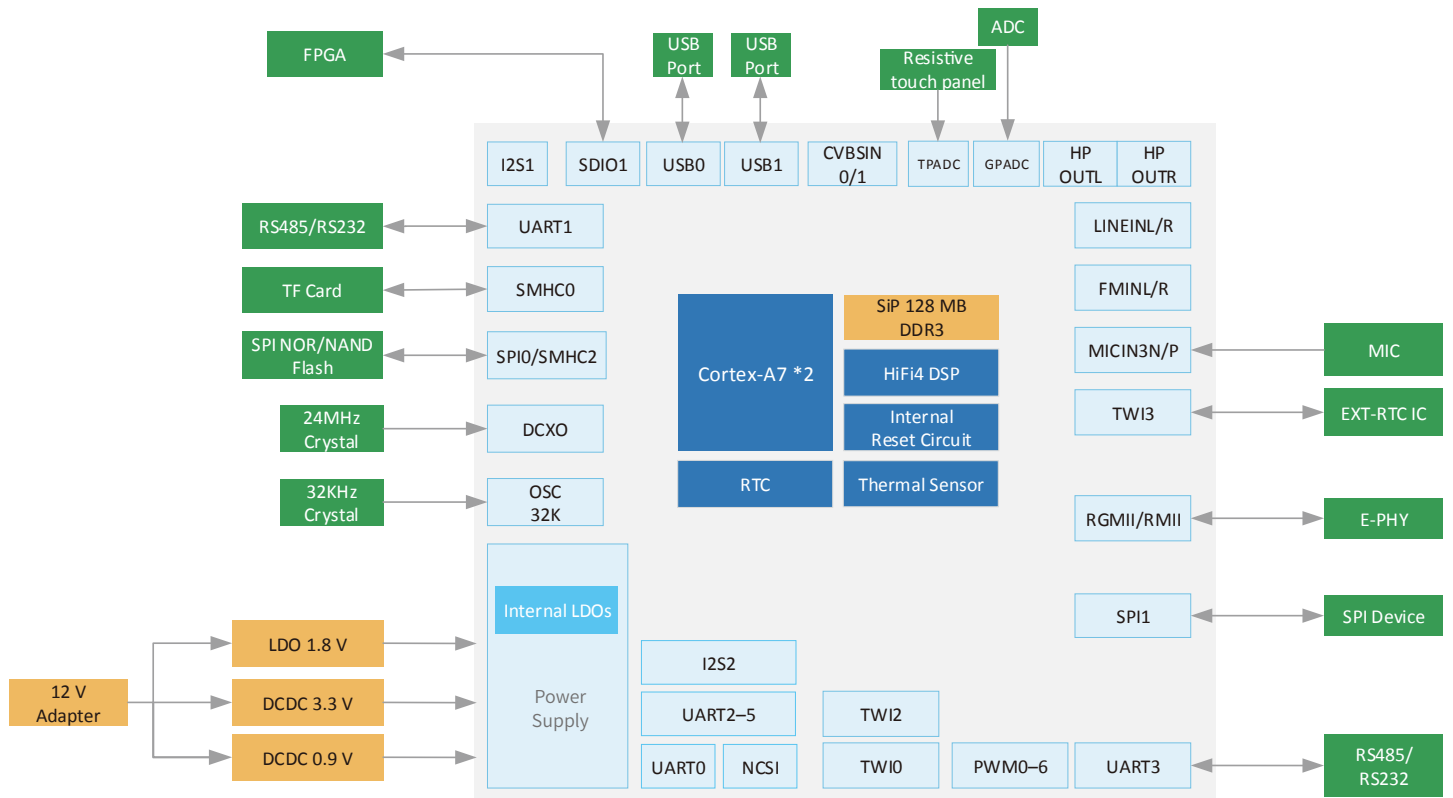 ADC
FPGA
USB
Port
USB
Port
Resistive
touch panel
I2S1
SDIO1
USB0
USB1
CVBSIN
0/1
TPADC
GPADC
HP
OUTL
HP
OUTR
RS485/RS232
UART1
LINEINL/R
TF Card
SMHC0
FMINL/R
SiP 128 MB
DDR3
SPI NOR/NAND
Flash
SPI0/SMHC2
Cortex-A7 *2
HiFi4 DSP
MICIN3N/P
MIC
24MHz
Crystal
DCXO
Internal
Reset Circuit
TWI3
EXT-RTC IC
32KHz
Crystal
OSC
32K
RTC
Thermal Sensor
RGMII/RMII
E-PHY
Internal LDOs
SPI1
SPI Device
LDO 1.8 V
I2S2
12 V
Adapter
DCDC 3.3 V
Power
Supply
UART2–5
TWI2
DCDC 0.9 V
UART0
NCSI
TWI0
PWM0–6
UART3
RS485/
RS232